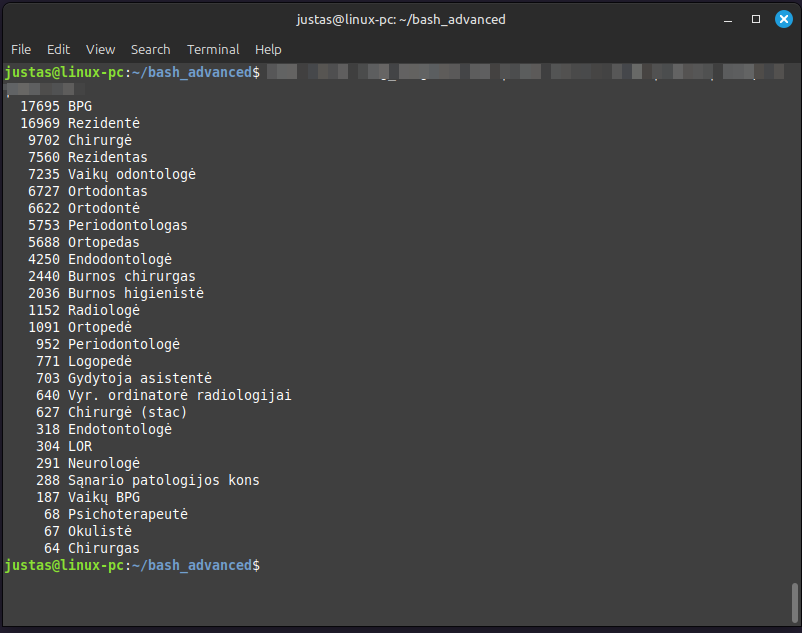 justas@linux-pc: ~/bash_advanced
File Edit View Search Terminal Help
justas@linux-pc:~/bash_advanced$
17695 BPG
16969 Rezidentė
9702 Chirurgė
7560 Rezidentas
7235 Vaikų odontologė
6727 Ortodontas
6622 Ortodontė
5753 Periodontologas
5688 Ortopedas
4250 Endodontologė
2440 Burnos chirurgas
2036 Burnos higienistė
1152 Radiologė
1091 Ortopedė
952 Periodontologė
771 Logopedė
703 Gydytoja asistentė
640 Vyr. ordinatorė radiologijai
627 Chirurgė (stac)
318 Endotontologė
304 LOR
291 Neurologė
288 Sąnario patologijos kons
187 Vaikų BPG
68 Psichoterapeutė
67 Okulistė
64 Chirurgas
justas@linux-pc:~/bash_advanced$